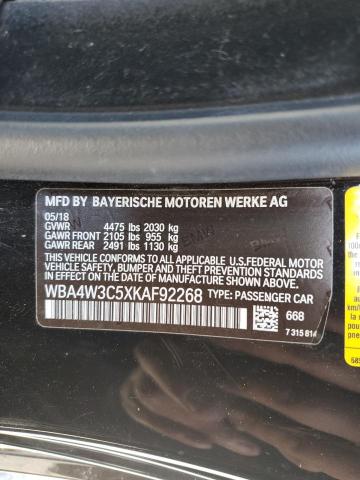 MFD BY BAYERISCHE MOTOREN WERKE AG
05/18
GVWR 4475 lbs 2030 kg
GAWR FRONT 2105 lbs 955 kg
GAWR REAR 2491 lbs 1130 kg
THIS VEHICLE CONFORMS TO ALL APPLICABLE U.S.FEDERAL MOTOR
VEHICLE SAFETY, BUMPER, AND THEFT PREVENTION STANDARDS
IN EFFECT ON THE DATE OF MANUFACTURE SHOWN ABOVE.
WBA4W3C5XKAF92268 TYPE: PASSENGER CAR
668
7 315 814